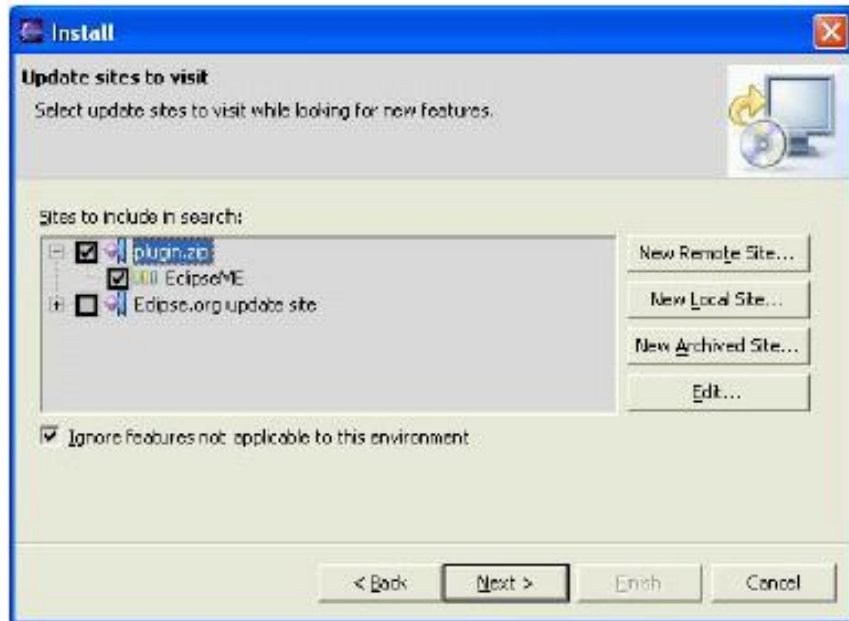 Install
Update sites to visit
Select update sites to visit while looking for new features.
Sites to include in search:
plugin.zip
EclipseME
Eclipse.org update site
New Remote Site...
New Local Site...
New Archived Site...
Edit...
Ignore features not applicable to this environment
< Back
Next >
Finish
Cancel